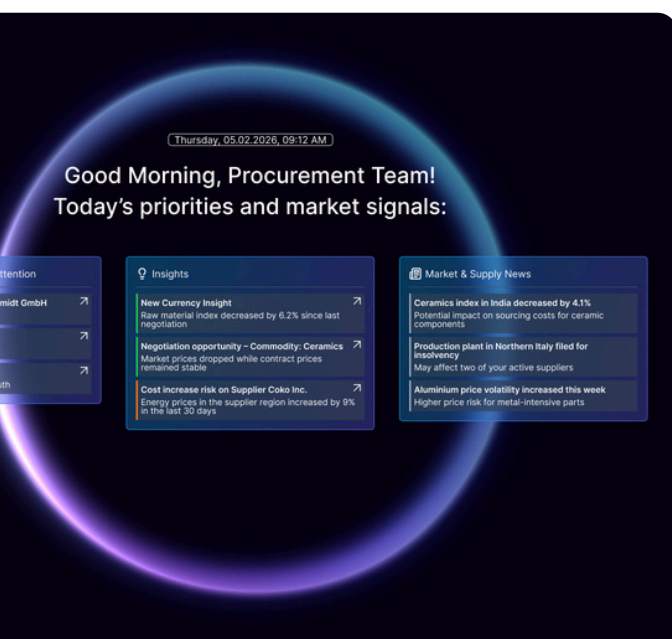 Thursday, 05.02.2026, 09:12 AM
Good Morning, Procurement Team!
Today's priorities and market signals:
GmbH
Insights
New Currency Insight
Raw material index decreased by 6.2% since last
negotiation
Negotiation opportunity – Commodity: Ceramics
Market prices dropped while contract prices
remained stable
Cost increase risk on Supplier Coko Inc.
Energy prices in the supplier region increased by 9%
in the last 30 days
Market & Supply News
Ceramics index in India decreased by 4.1%
Potential impact on sourcing costs for ceramic
components
Production plant in Northern Italy filed for
insolvency
May affect two of your active suppliers
Aluminium price volatility increased this week
Higher price risk for metal-intensive parts